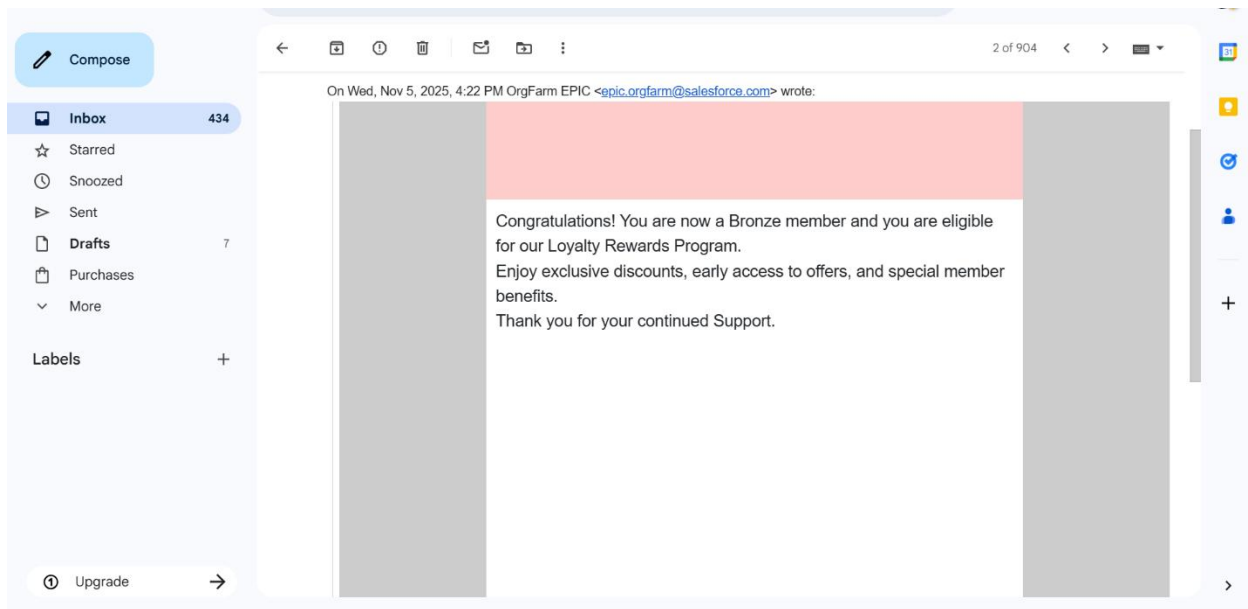 Compose
2 of 904
31
On Wed, Nov 5, 2025, 4:22 PM OrgFarm EPIC <epic.orgfarm@salesforce.com> wrote:
Inbox 434
Starred
Snoozed
Sent
Drafts 7
Purchases
More
Labels
Congratulations! You are now a Bronze member and you are eligible
for our Loyalty Rewards Program.
Enjoy exclusive discounts, early access to offers, and special member
benefits.
Thank you for your continued Support.
1 Upgrade